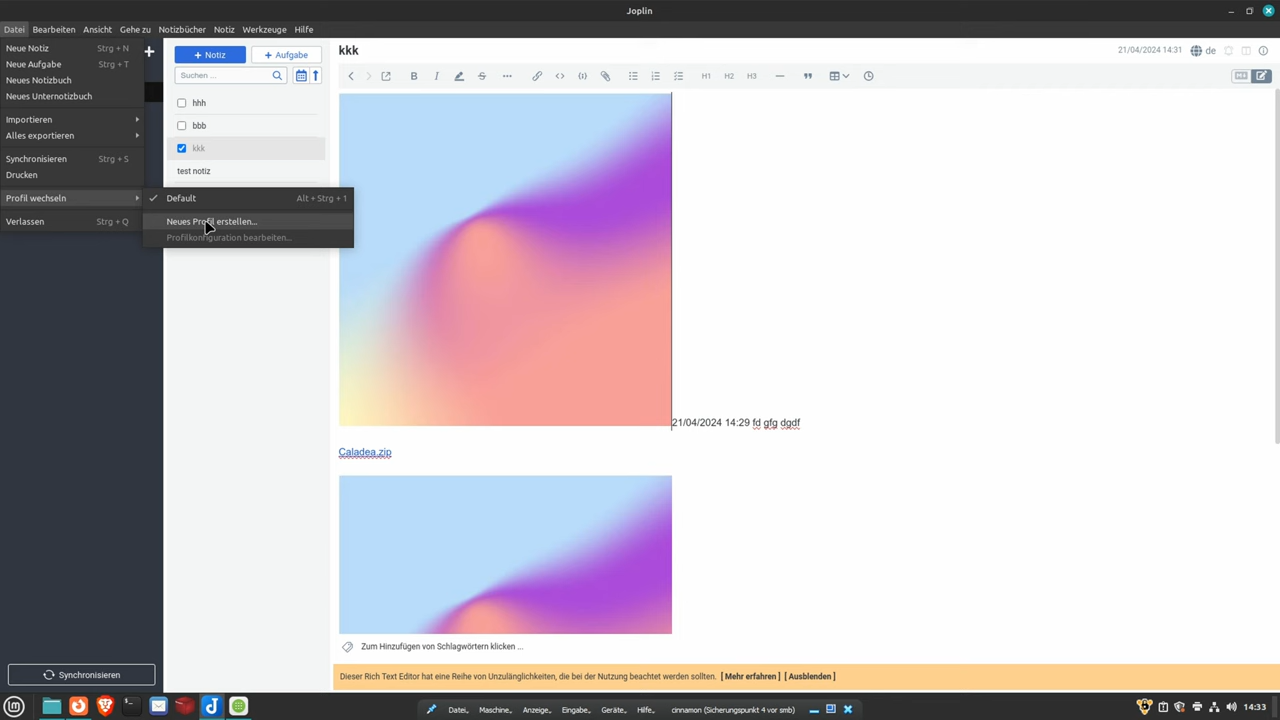 Joplin
Datei Bearbeiten Ansicht Gehe zu Notizbücher Notiz Werkzeuge Hilfe
Neue Notiz Strg + N
Neue Aufgabe Strg + T
Neues Notizbuch
Neues Unternotizbuch
Importieren
Alles exportieren
Synchronisieren Strg + S
Drucken
Profil wechseln
Verlassen Strg + Q
Default Alt + Strg + 1
Neues Profil erstellen...
Profilkonfiguration bearbeiten...
+ Notiz + Aufgabe
Suchen ...
hhh
bbb
kkk
test notiz
kkk 21/04/2024 14:31 de
B I S H1 H2 H3
21/04/2024 14:29 fd gfg dgdf
Caladea.zip
Zum Hinzufügen von Schlagwörtern klicken ...
Dieser Rich Text Editor hat eine Reihe von Unzulänglichkeiten, die bei der Nutzung beachtet werden sollten. [ Mehr erfahren ] [ Ausblenden ]
Synchronisieren
Datei Maschine Anzeige Eingabe Geräte Hilfe cinnamon (Sicherungspunkt 4 vor smb) 14:33